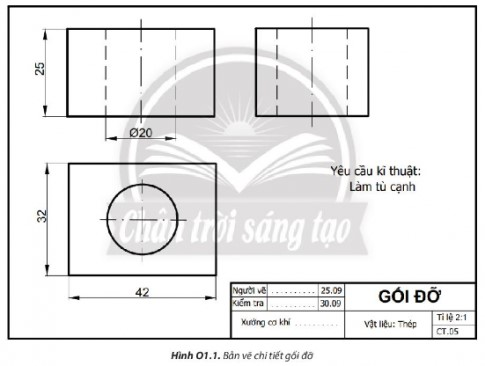 25
Ø20
32
42
Yêu cầu kĩ thuật:
Làm tù cạnh
Chân trời sáng tạo
Người vẽ . . . . . . . . . . 25.09
Kiểm tra . . . . . . . . . . 30.09
GỐI ĐỠ
Xưởng cơ khí . . . . . . . . . .
Vật liệu: Thép
Tỉ lệ 2:1
CT.05
Hình O1.1. Bản vẽ chi tiết gối đỡ